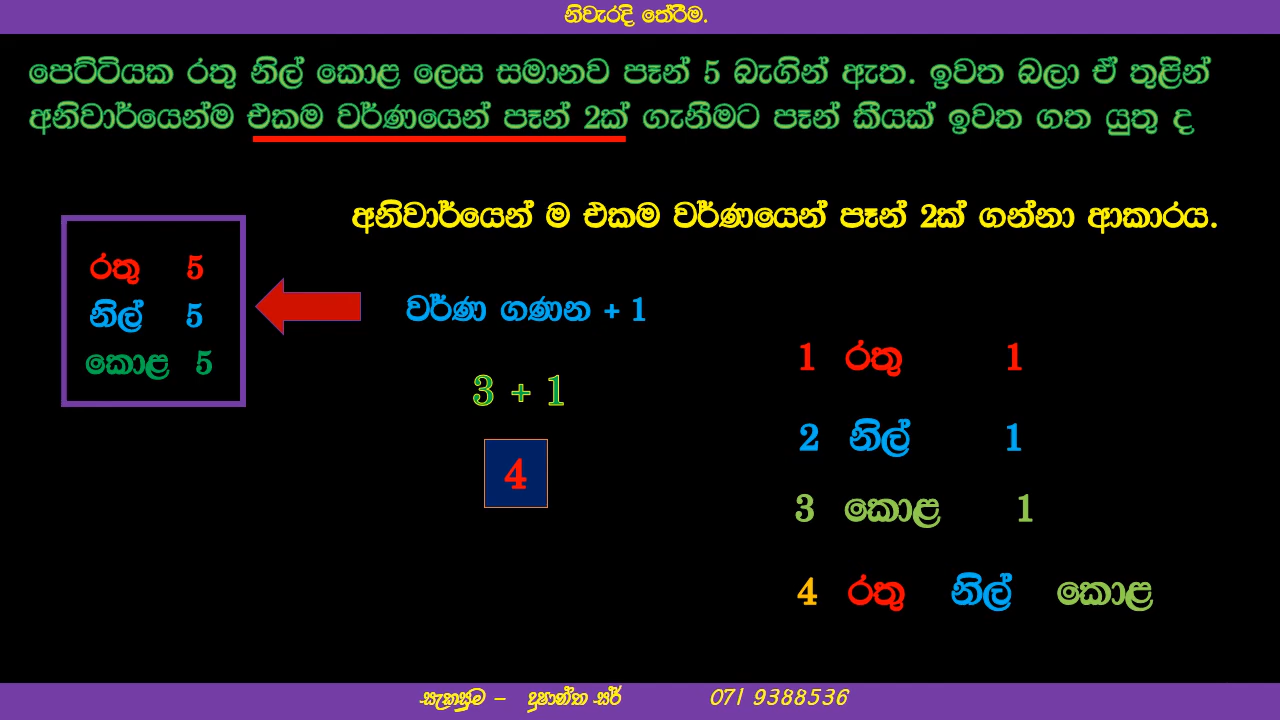 නිවැරදි තේරීම.
පෙට්ටියක රතු නිල් කොළ ලෙස සමානව පෑන් 5 බැගින් ඇත. ඉවත බලා ඒ තුළින්
අනිවාර්යෙන්ම එකම වර්ණයෙන් පෑන් 2ක් ගැනීමට පෑන් කීයක් ඉවත ගත යුතු ද
අනිවාර්යෙන් ම එකම වර්ණයෙන් පෑන් 2ක් ගන්නා ආකාරය.
රතු 5
නිල් 5
කොළ 5
වර්ණ ගණන + 1
3 + 1
4
1 රතු 1
2 නිල් 1
3 කොළ 1
4 රතු නිල් කොළ
සැකසුම – දුෂාන්ත සර් 071 9388536